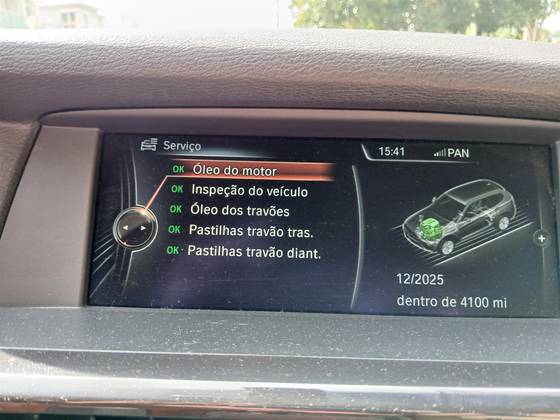 Serviço
15:41 PAN
OK Óleo do motor
OK Inspeção do veículo
OK Óleo dos travões
OK Pastilhas travão tras.
OK Pastilhas travão diant.
12/2025
dentro de 4100 mi